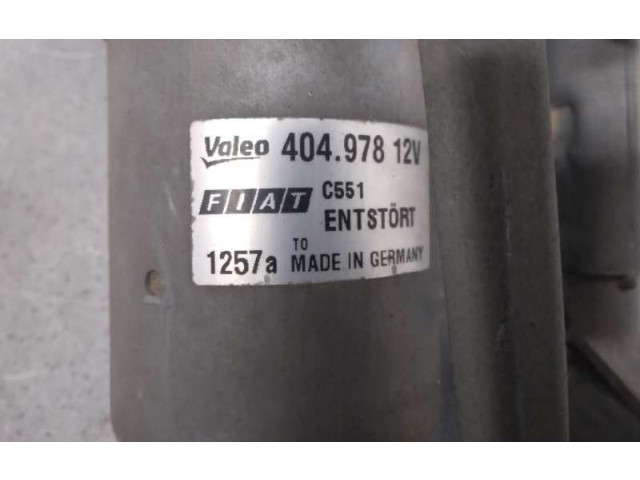 Valeo 404.978 12V
FIAT C551
ENTSTÖRT
1257a TO MADE IN GERMANY